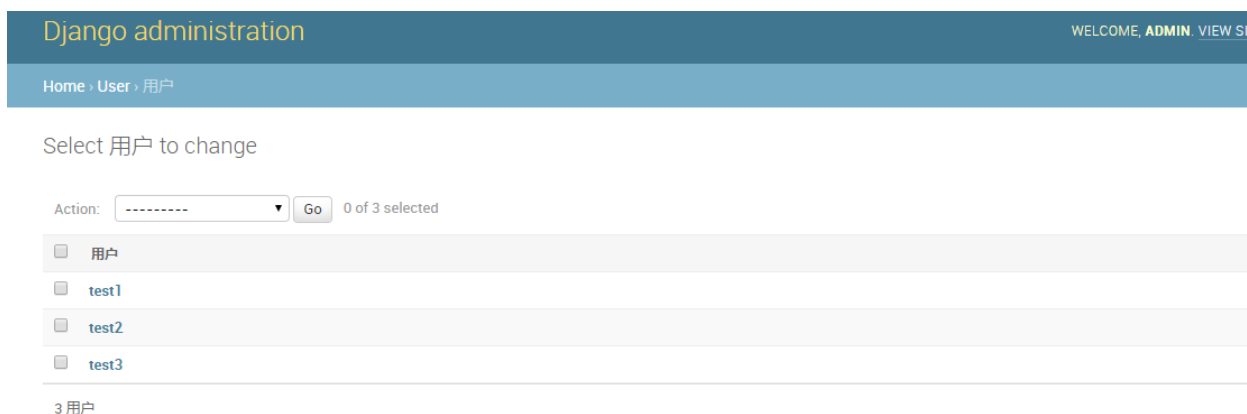 Django administration
WELCOME, ADMIN. VIEW
Home › User › 用户
Select 用户 to change
Action: --------- Go 0 of 3 selected
用户
test1
test2
test3
3 用户